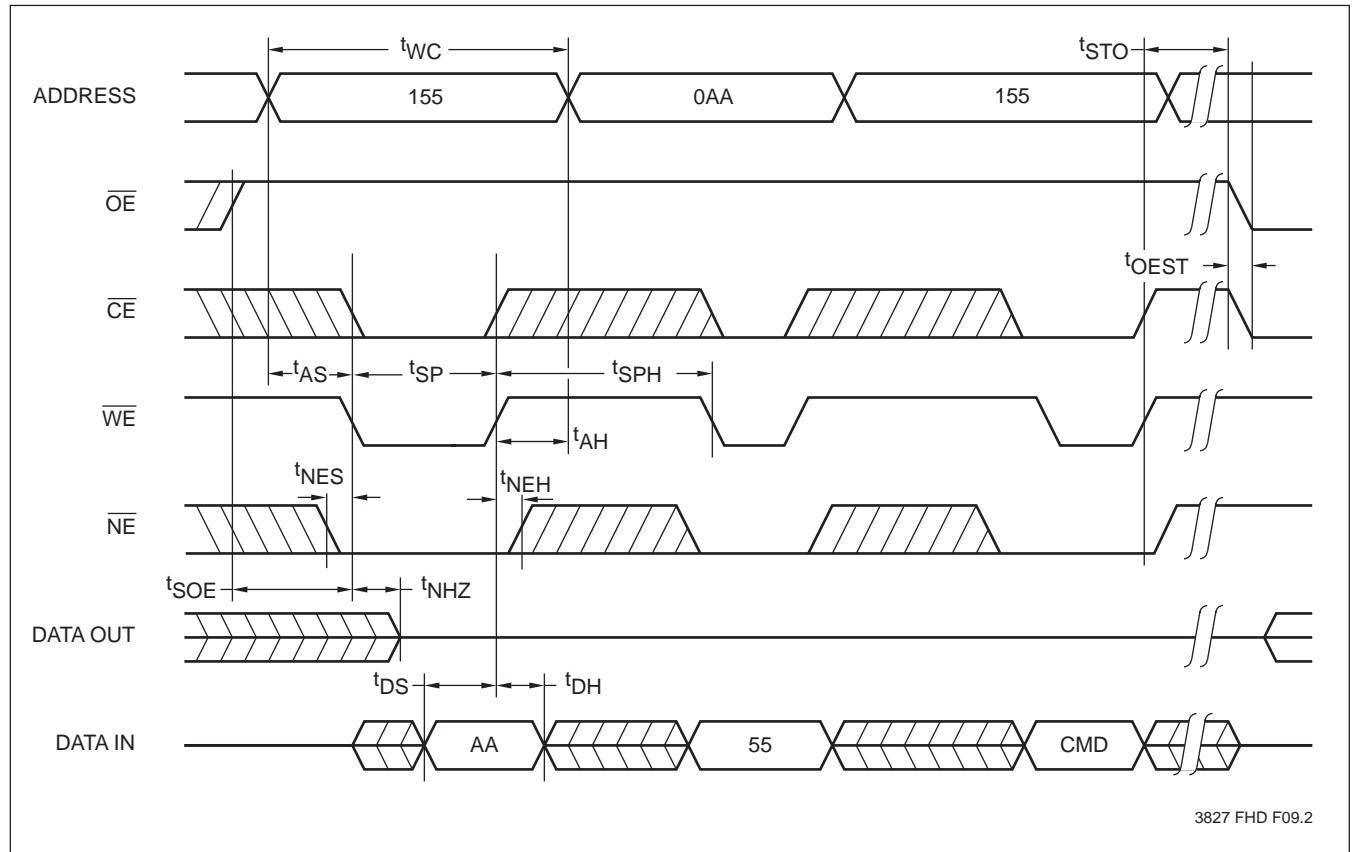 tWC
tSTO
ADDRESS
155
0AA
155
OE
tOEST
CE
tAS
tSP
tSPH
WE
tAH
tNES
tNEH
NE
tSOE
tNHZ
DATA OUT
tDS
tDH
DATA IN
AA
55
CMD
3827 FHD F09.2